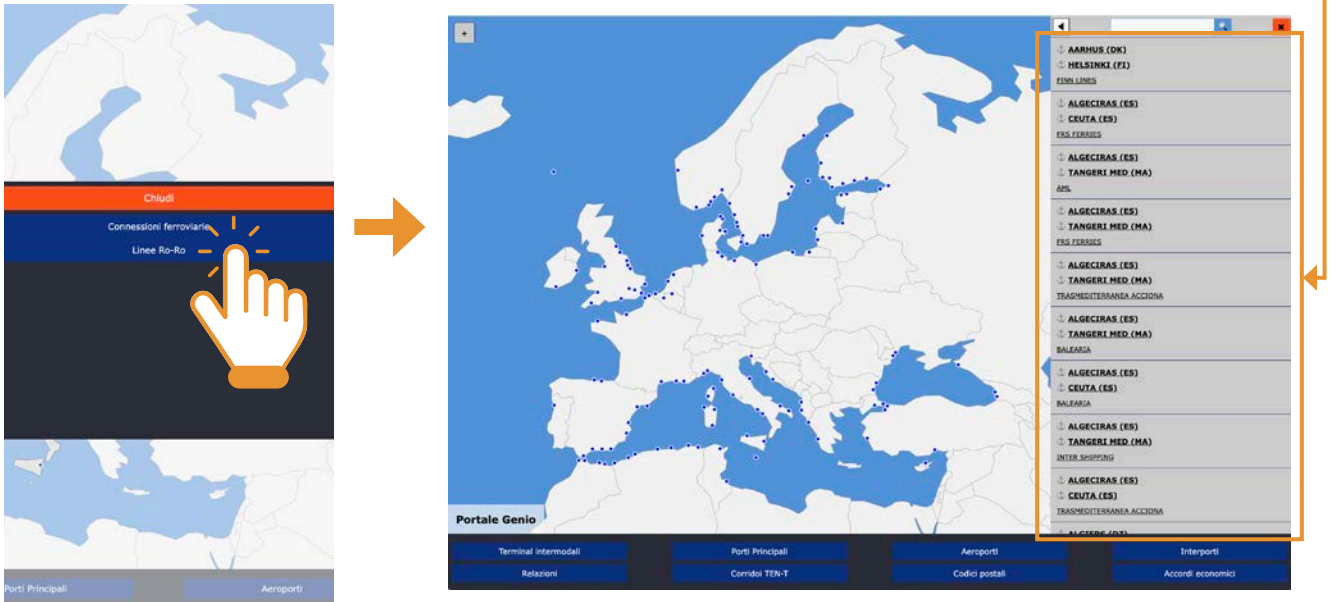 Chiudi
Connessioni ferroviarie
Linee Ro-Ro
Porti Principali
Aeroporti
+
AARHUS (DK)
HELSINKI (FI)
FINN LINES
ALGECIRAS (ES)
CEUTA (ES)
FRS FERRIES
ALGECIRAS (ES)
TANGERI MED (MA)
AML
ALGECIRAS (ES)
TANGERI MED (MA)
FRS FERRIES
ALGECIRAS (ES)
TANGERI MED (MA)
TRASMEDITERRANEA ACCIONA
ALGECIRAS (ES)
TANGERI MED (MA)
BALEARIA
ALGECIRAS (ES)
CEUTA (ES)
BALEARIA
ALGECIRAS (ES)
TANGERI MED (MA)
INTER SHIPPING
ALGECIRAS (ES)
CEUTA (ES)
TRASMEDITERRANEA ACCIONA
ALGIERS (DZ)
Portale Genio
Terminal intermodali
Porti Principali
Aeroporti
Interporti
Relazioni
Corridoi TEN-T
Codici postali
Accordi economici